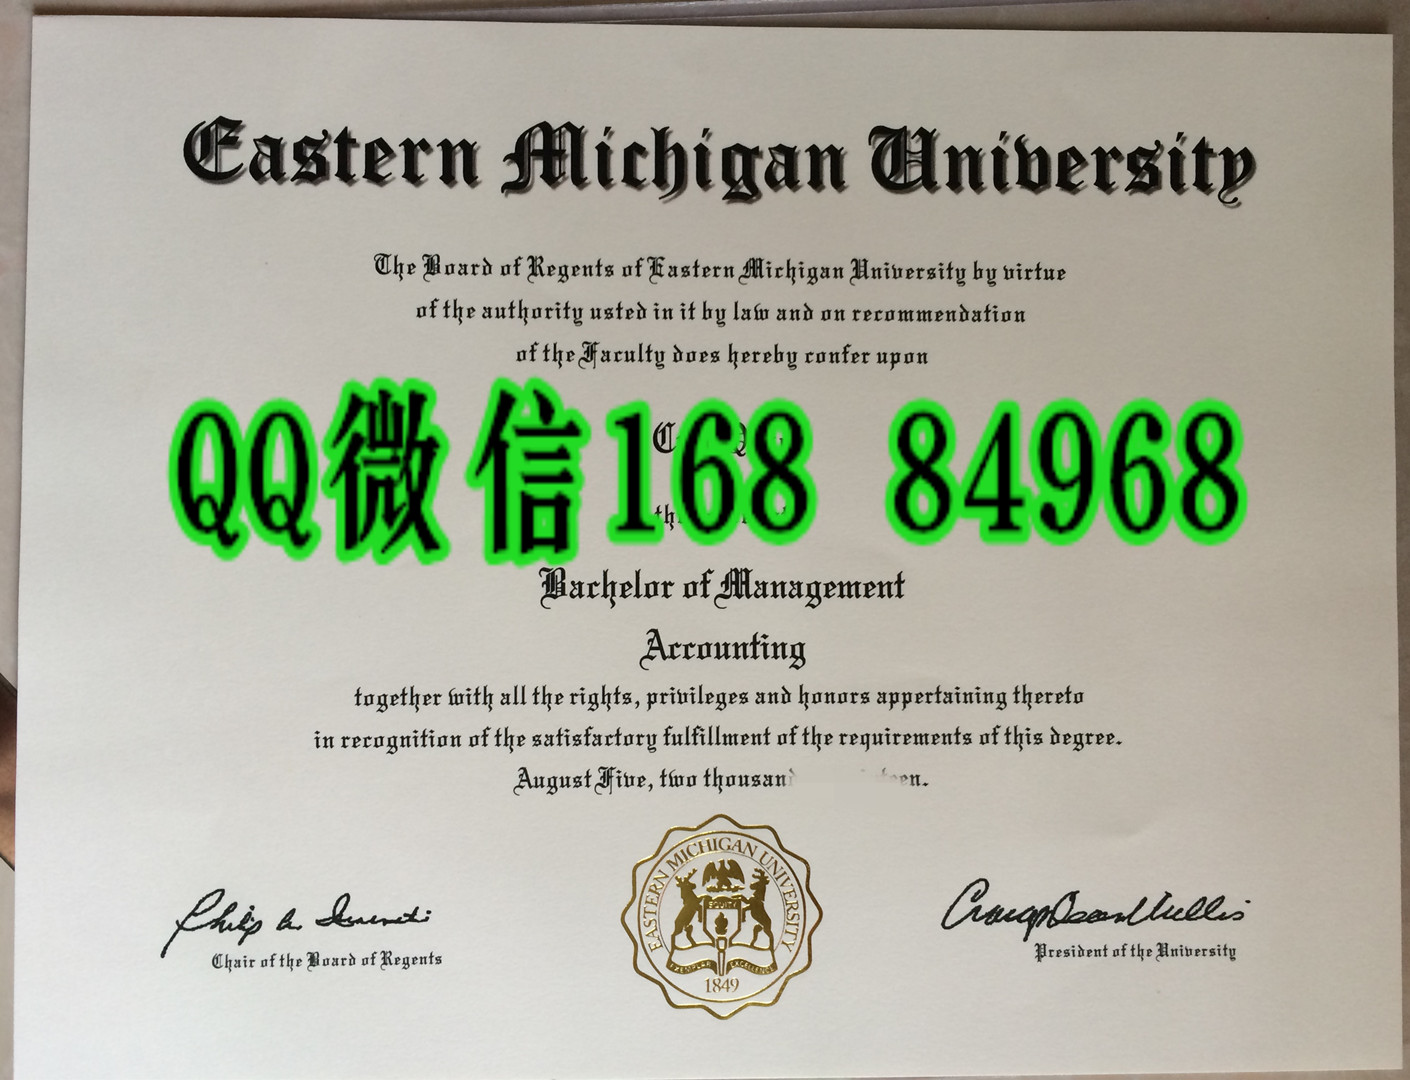 Eastern Michigan University
The Board of Regents of Eastern Michigan University by virtue
of the authority usted in it by law and on recommendation
of the Faculty does hereby confer upon
QQ微信168 84968
Bachelor of Management
Accounting
together with all the rights, privileges and honors appertaining thereto
in recognition of the satisfactory fulfillment of the requirements of this degree.
August Five, two thousan
EASTERN MICHIGAN UNIVERSITY
EQUITY
EXEMPLAR EXCELLENCE
1849
Chair of the Board of Regents
President of the University